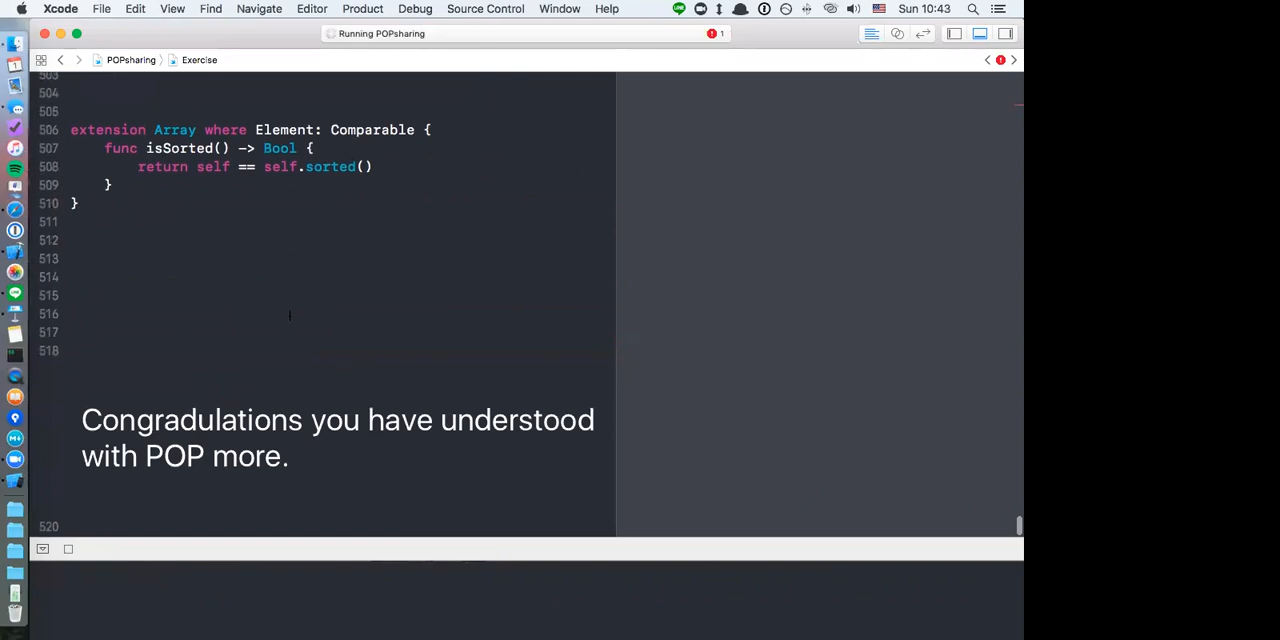 Xcode File Edit View Find Navigate Editor Product Debug Source Control Window Help Sun 10:43
Running POPsharing 1
POPsharing Exercise
503
504
505
506 extension Array where Element: Comparable {
507 func isSorted() -> Bool {
508 return self == self.sorted()
509 }
510 }
511
512
513
514
515
516
517
518
Congradulations you have understood
with POP more.
520